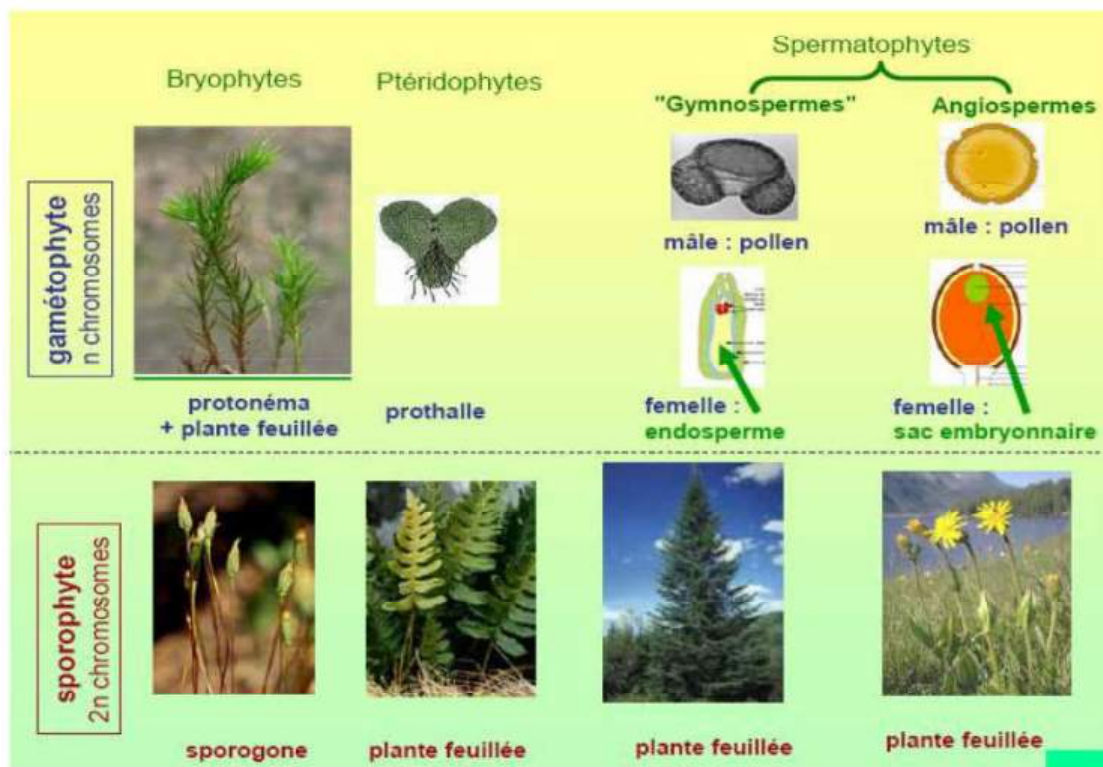 Spermatophytes
Bryophytes
Ptéridophytes
"Gymnospermes"
Angiospermes
gamétophyte
n chromosomes
mâle : pollen
mâle : pollen
protonéma
+ plante feuillée
prothalle
femelle :
endosperme
femelle :
sac embryonnaire
sporophyte
2n chromosomes
sporogone
plante feuillée
plante feuillée
plante feuillée